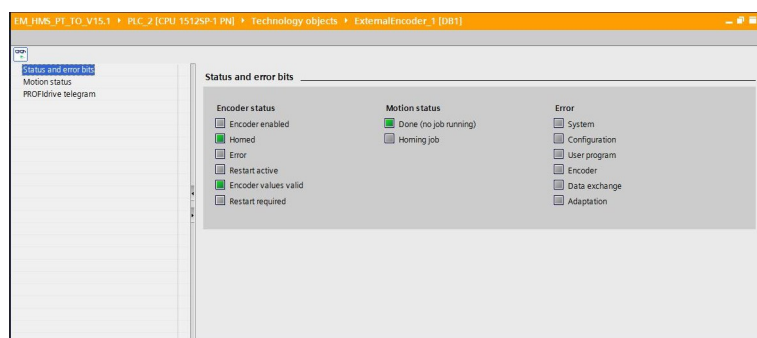 EM_HMS_PT_TO_V15.1 ▸ PLC_2 [CPU 1512SP-1 PN] ▸ Technology objects ▸ ExternalEncoder_1 [DB1]
Status and error bits
Motion status
PROFIdrive telegram
Status and error bits
Encoder status
Encoder enabled
Homed
Error
Restart active
Encoder values valid
Restart required
Motion status
Done (no job running)
Homing job
Error
System
Configuration
User program
Encoder
Data exchange
Adaptation